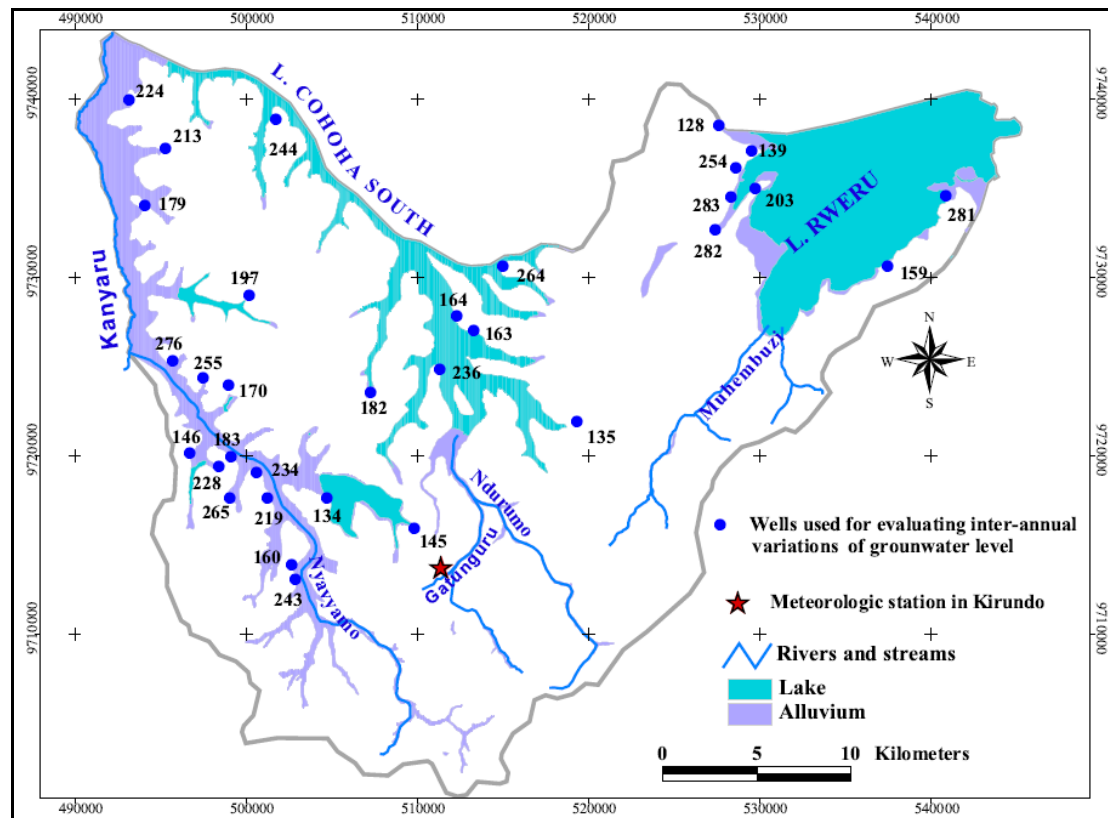 490000 500000 510000 520000 530000 540000
9740000 9740000
9730000 9730000
9720000 9720000
9710000 9710000
224
213
244
179
L. COHOHA SOUTH
128
139
254
283
203
282
L. RWERU
281
159
Kanyaru
197
264
164
163
276
255
170
236
182
135
Muhembuzi
N
W E
S
146
183
228
234
265
219
134
145
Ndurumo
Gatunguru
160
243
Nyavyamo
Wells used for evaluating inter-annual
variations of grounwater level
Meteorologic station in Kirundo
Rivers and streams
Lake
Alluvium
0 5 10 Kilometers
490000 500000 510000 520000 530000 540000